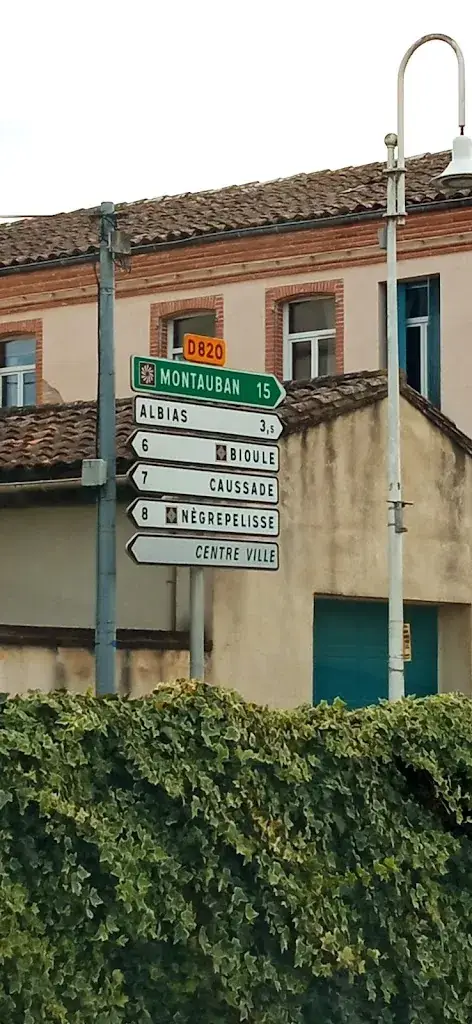 D820
MONTAUBAN 15
ALBIAS 3,5
6 BIOULE
7 CAUSSADE
8 NÈGREPELISSE
CENTRE VILLE